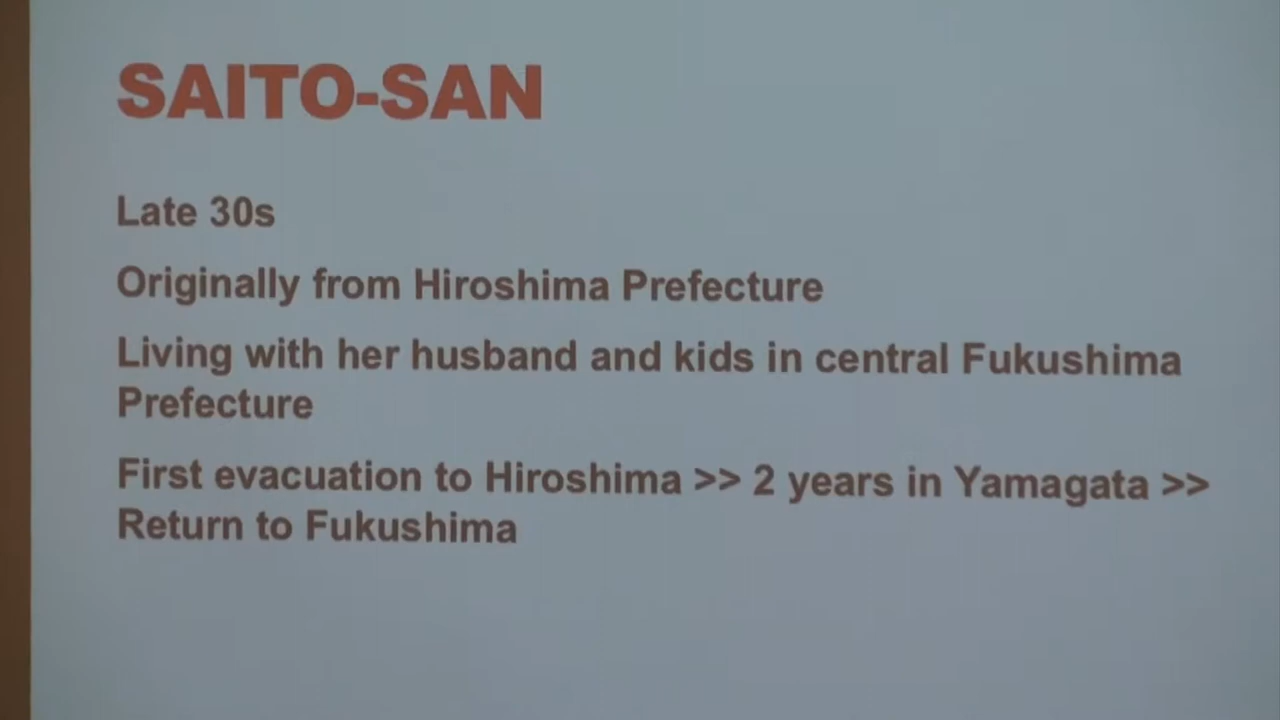 SAITO-SAN
Late 30s
Originally from Hiroshima Prefecture
Living with her husband and kids in central Fukushima
Prefecture
First evacuation to Hiroshima >> 2 years in Yamagata >>
Return to Fukushima